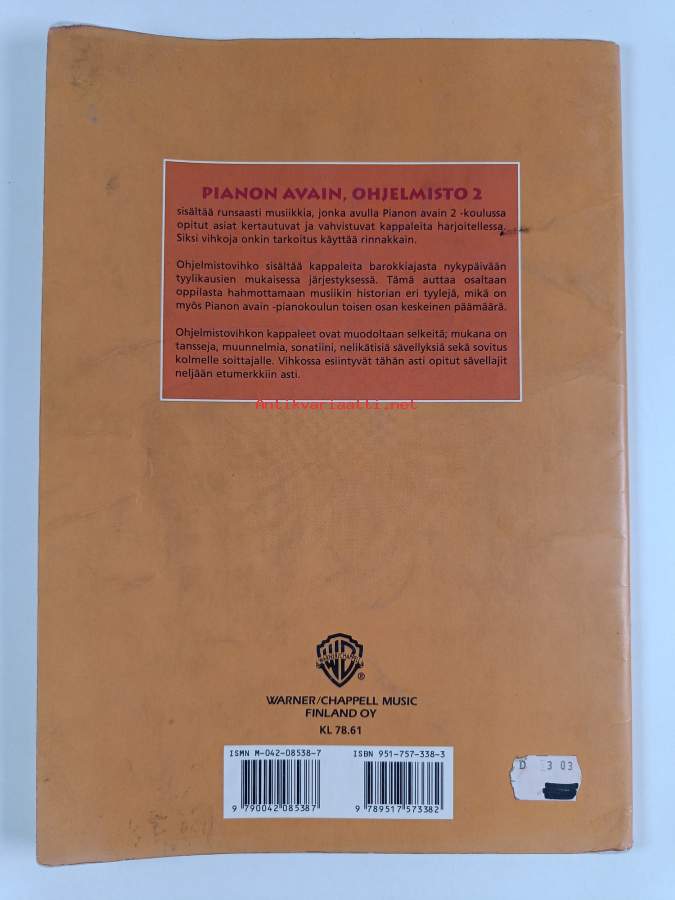 PIANON AVAIN, OHJELMISTO 2
sisältää runsaasti musiikkia, jonka avulla Pianon avain 2 -koulussa
opitut asiat kertautuvat ja vahvistuvat kappaleita harjoitellessa.
Siksi vihkoja onkin tarkoitus käyttää rinnakkain.
Ohjelmistovihko sisältää kappaleita barokkiajasta nykypäivään
tyylikausien mukaisessa järjestyksessä. Tämä auttaa osaltaan
oppilasta hahmottamaan musiikin historian eri tyylejä, mikä on
myös Pianon avain -pianokoulun toisen osan keskeinen päämäärä.
Ohjelmistovihkon kappaleet ovat muodoltaan selkeitä; mukana on
tansseja, muunnelmia, sonatiini, nelikätisiä sävellyksiä sekä sovitus
kolmelle soittajalle. Vihkossa esiintyvät tähän asti opitut sävellajit
neljään etumerkkiin asti.
Antikvariaatti.net
WARNER/CHAPPELL MUSIC
FINLAND OY
KL 78.61
ISMN M-042-08538-7
9 790042 085387
ISBN 951-757-338-3
9 789517 573382
D 3 03